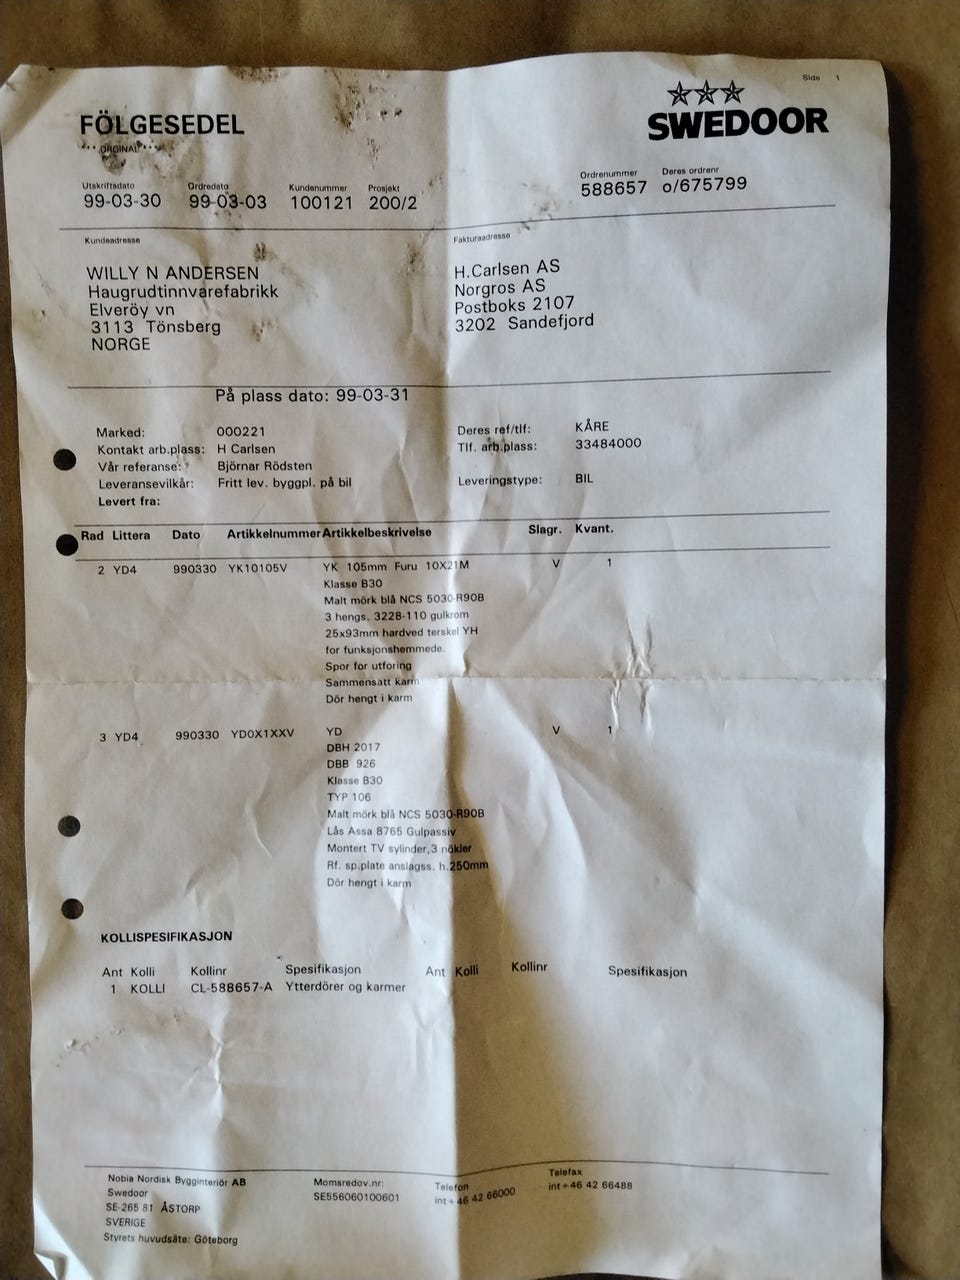 Side 1
SWEDOOR
FÖLGESEDEL
***ORGINAL***
Utskriftsdato Ordredato Kundenummer Prosjekt Ordrenummer Deres ordrenr
99-03-30 99-03-03 100121 200/2 588657 o/675799
Kundeadresse Fakturaadresse
WILLY N ANDERSEN H.Carlsen AS
Haugrudtinnvarefabrikk Norgros AS
Elveröy vn Postboks 2107
3113 Tönsberg 3202 Sandefjord
NORGE
På plass dato: 99-03-31
Marked: 000221 Deres ref/tlf: KÅRE
Kontakt arb.plass: H Carlsen Tlf. arb.plass: 33484000
Vår referanse: Björnar Rödsten
Leveransevilkår: Fritt lev. byggpl. på bil Leveringstype: BIL
Levert fra:
Rad Littera Dato Artikkelnummer Artikkelbeskrivelse Slagr. Kvant.
2 YD4 990330 YK10105V YK 105mm Furu 10X21M V 1
Klasse B30
Malt mörk blå NCS 5030-R90B
3 hengs. 3228-110 gulkrom
25x93mm hardved terskel YH
for funksjonshemmede.
Spor for utforing
Sammensatt karm
Dör hengt i karm
3 YD4 990330 YD0X1XXV YD V 1
DBH 2017
DBB 926
Klasse B30
TYP 106
Malt mörk blå NCS 5030-R90B
Lås Assa 8765 Gulpassiv
Montert TV sylinder,3 nökler
Rf. sp.plate anslagss. h.250mm
Dör hengt i karm
KOLLISPESIFIKASJON
Ant Kolli Kollinr Spesifikasjon Ant Kolli Kollinr Spesifikasjon
1 KOLLI CL-588657-A Ytterdörer og karmer
Nobia Nordisk Bygginteriör AB Momsredov.nr: Telefon Telefax
Swedoor SE556060100601 int+46 42 66000 int+46 42 66488
SE-265 81 ÅSTORP
SVERIGE
Styrets huvudsäte: Göteborg